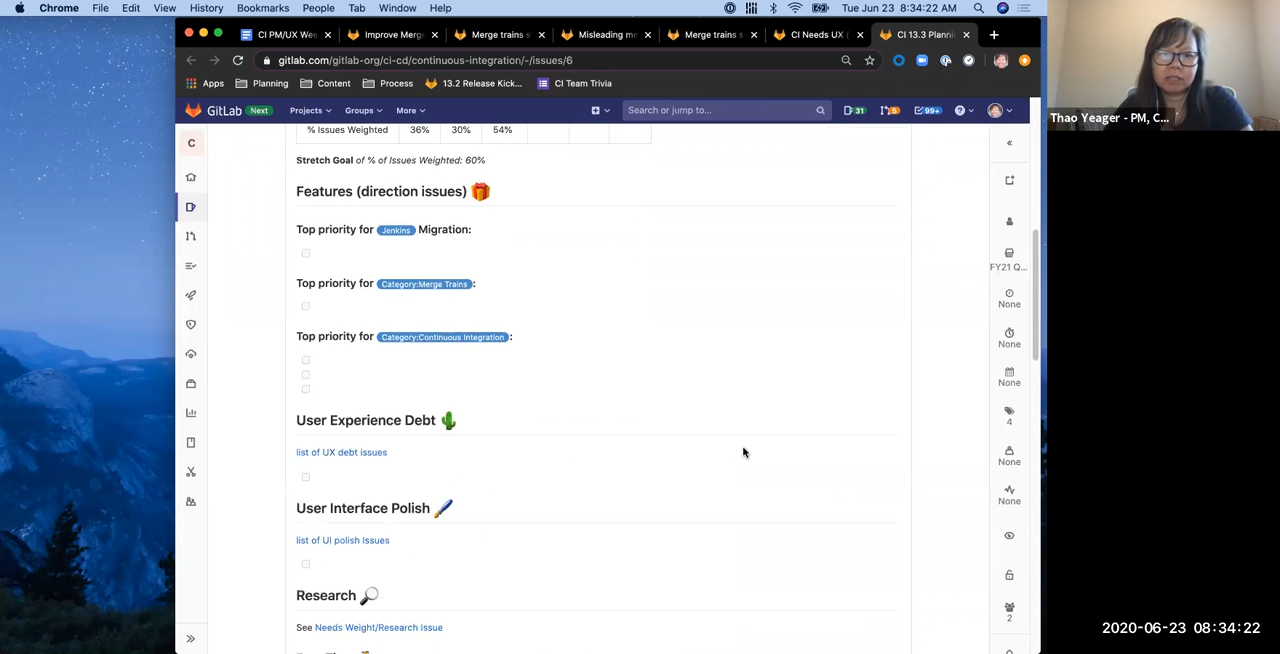 Chrome File Edit View History Bookmarks People Tab Window Help Tue Jun 23 8:34:22 AM
CI PM/UX Wee Improve Merge Merge trains s Misleading me Merge trains s CI Needs UX ( CI 13.3 Planni
gitlab.com/gitlab-org/ci-cd/continuous-integration/-/issues/6
Apps Planning Content Process 13.2 Release Kick... CI Team Trivia
GitLab Next Projects Groups More Search or jump to... 31 5 99+
Thao Yeager - PM, C...
C
% Issues Weighted 36% 30% 54%
Stretch Goal of % of Issues Weighted: 60%
Features (direction issues)
Top priority for Jenkins Migration:
Top priority for Category:Merge Trains:
Top priority for Category:Continuous Integration:
User Experience Debt
list of UX debt issues
User Interface Polish
list of UI polish Issues
Research
See Needs Weight/Research Issue
FY21 Q...
None
None
None
4
None
None
2
2020-06-23 08:34:22